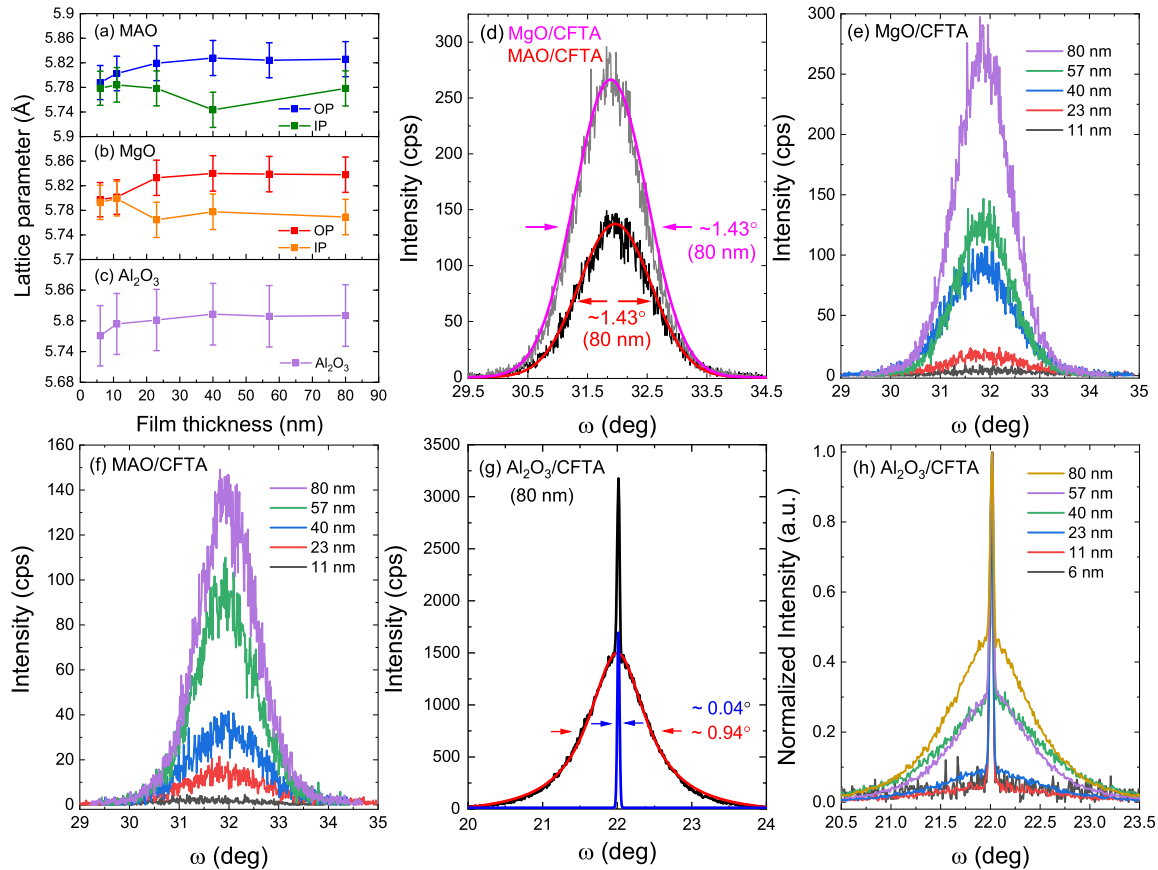 (a) MAO
5.9
5.86
5.82
5.78
5.74
5.9
OP
IP
(b) MgO
5.86
5.82
5.78
5.74
5.7
OP
IP
(c) Al₂O₃
5.86
5.8
5.74
5.68
Al₂O₃
0 10 20 30 40 50 60 70 80 90
Lattice parameter (Å)
Film thickness (nm)
(d) MgO/CFTA
MAO/CFTA
300
250
200
150
100
50
0
~1.43°
(80 nm)
~1.43°
(80 nm)
29.5 31.0 32.5 34.5
Intensity (cps)
ω (deg)
(e) MgO/CFTA
80 nm
57 nm
40 nm
23 nm
11 nm
300
250
200
150
100
50
0
29 30 31 32 33 34 35
Intensity (cps)
ω (deg)
(f) MAO/CFTA
80 nm
57 nm
40 nm
23 nm
11 nm
160
140
120
100
80
60
40
20
0
29 30 31 32 33 34 35
Intensity (cps)
ω (deg)
(g) Al₂O₃/CFTA
(80 nm)
3500
3000
2500
2000
1500
1000
500
0
~ 0.04°
~ 0.94°
20 21 22 23 24
Intensity (cps)
ω (deg)
(h) Al₂O₃/CFTA
80 nm
57 nm
40 nm
23 nm
11 nm
6 nm
1.0
0.8
0.6
0.4
0.2
0.0
20.5 21.0 21.5 22.0 22.5 23.0 23.5
Normalized Intensity (a.u.)
ω (deg)